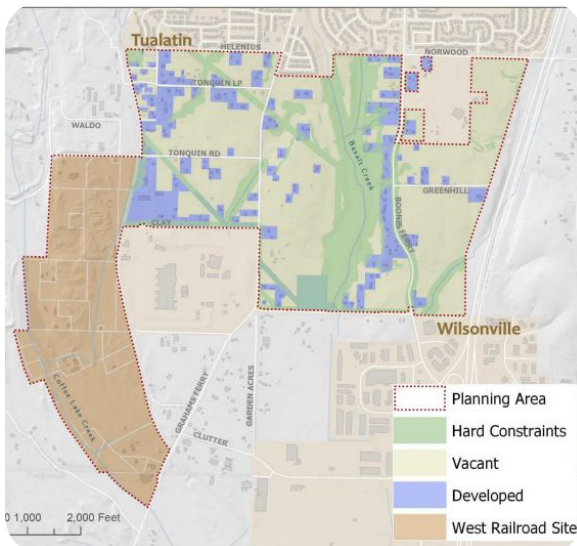 Tualatin
HELENIUS
NORWOOD
TONQUIN LP
WALDO
TONQUIN RD
Basalt Creek
GREENHILL
BOONES FERRY
CLAY
Wilsonville
Coffee Lake Creek
GRAHAMS FERRY
GARDEN ACRES
CLUTTER
Planning Area
Hard Constraints
Vacant
Developed
West Railroad Site
0 1,000 2,000 Feet